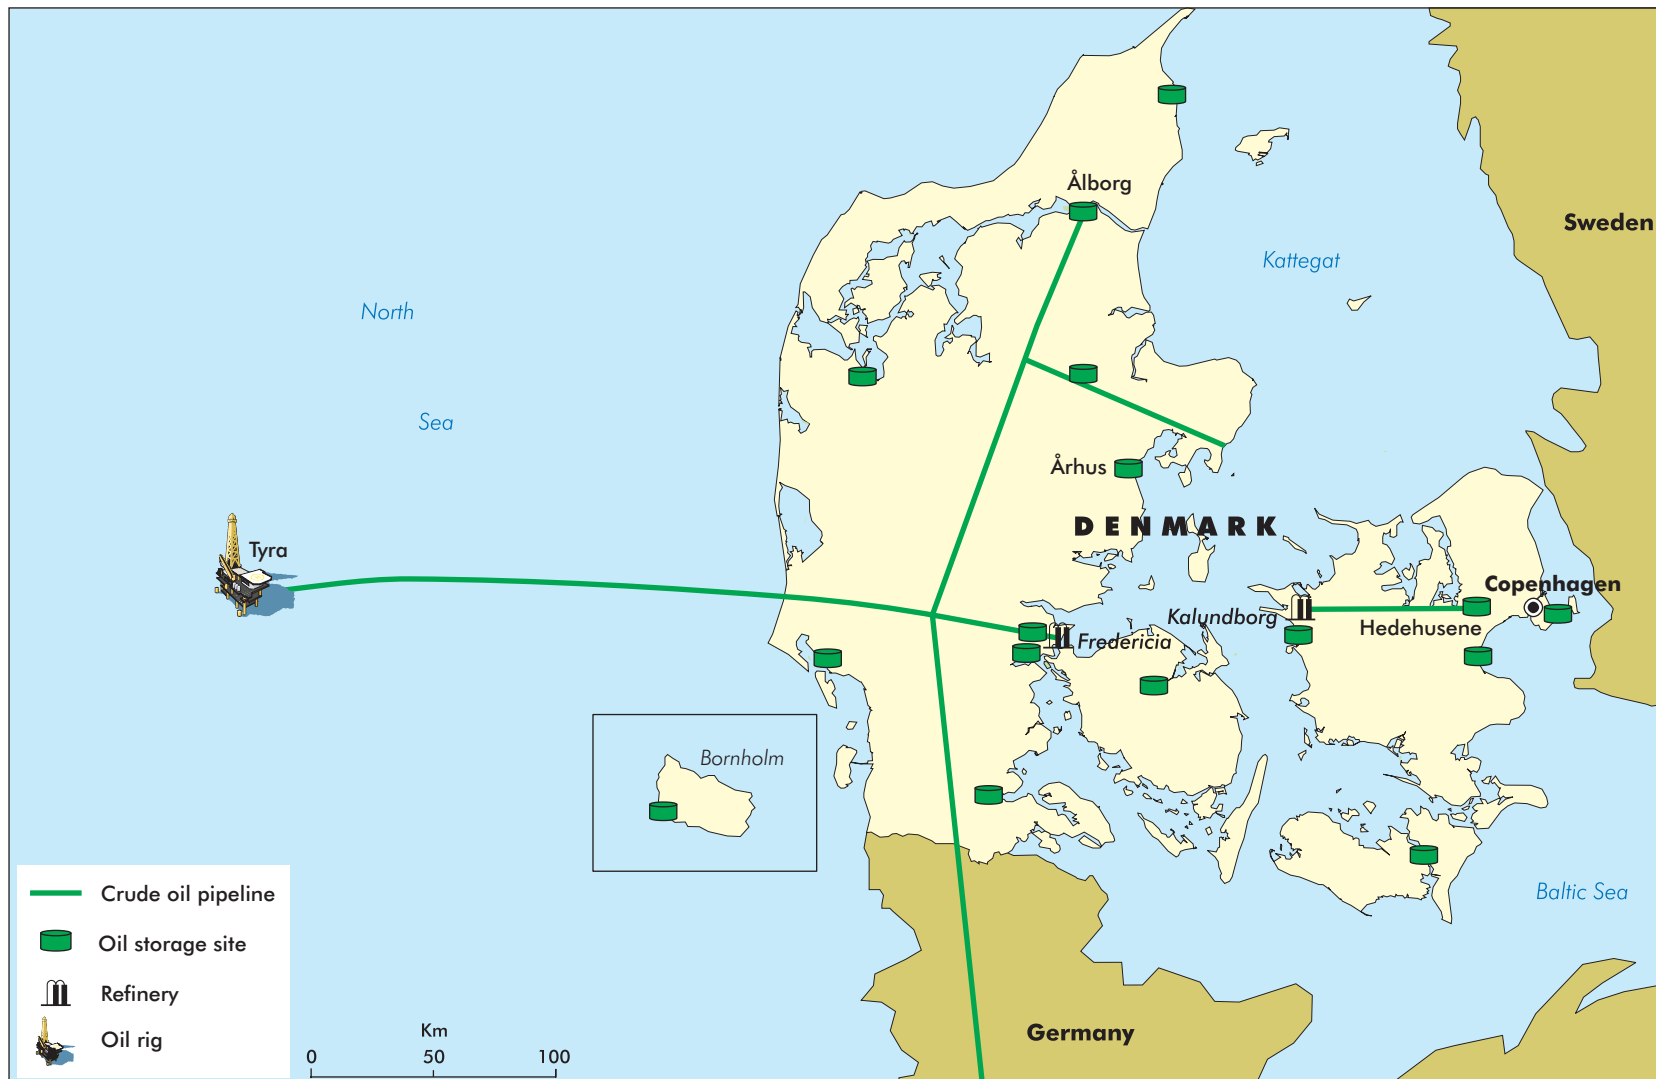 Ålborg
Sweden
Kattegat
North
Sea
Århus
DENMARK
Tyra
Copenhagen
Kalundborg
Hedehusene
Fredericia
Bornholm
Baltic Sea
Crude oil pipeline
Oil storage site
Refinery
Oil rig
Km
0 50 100
Germany